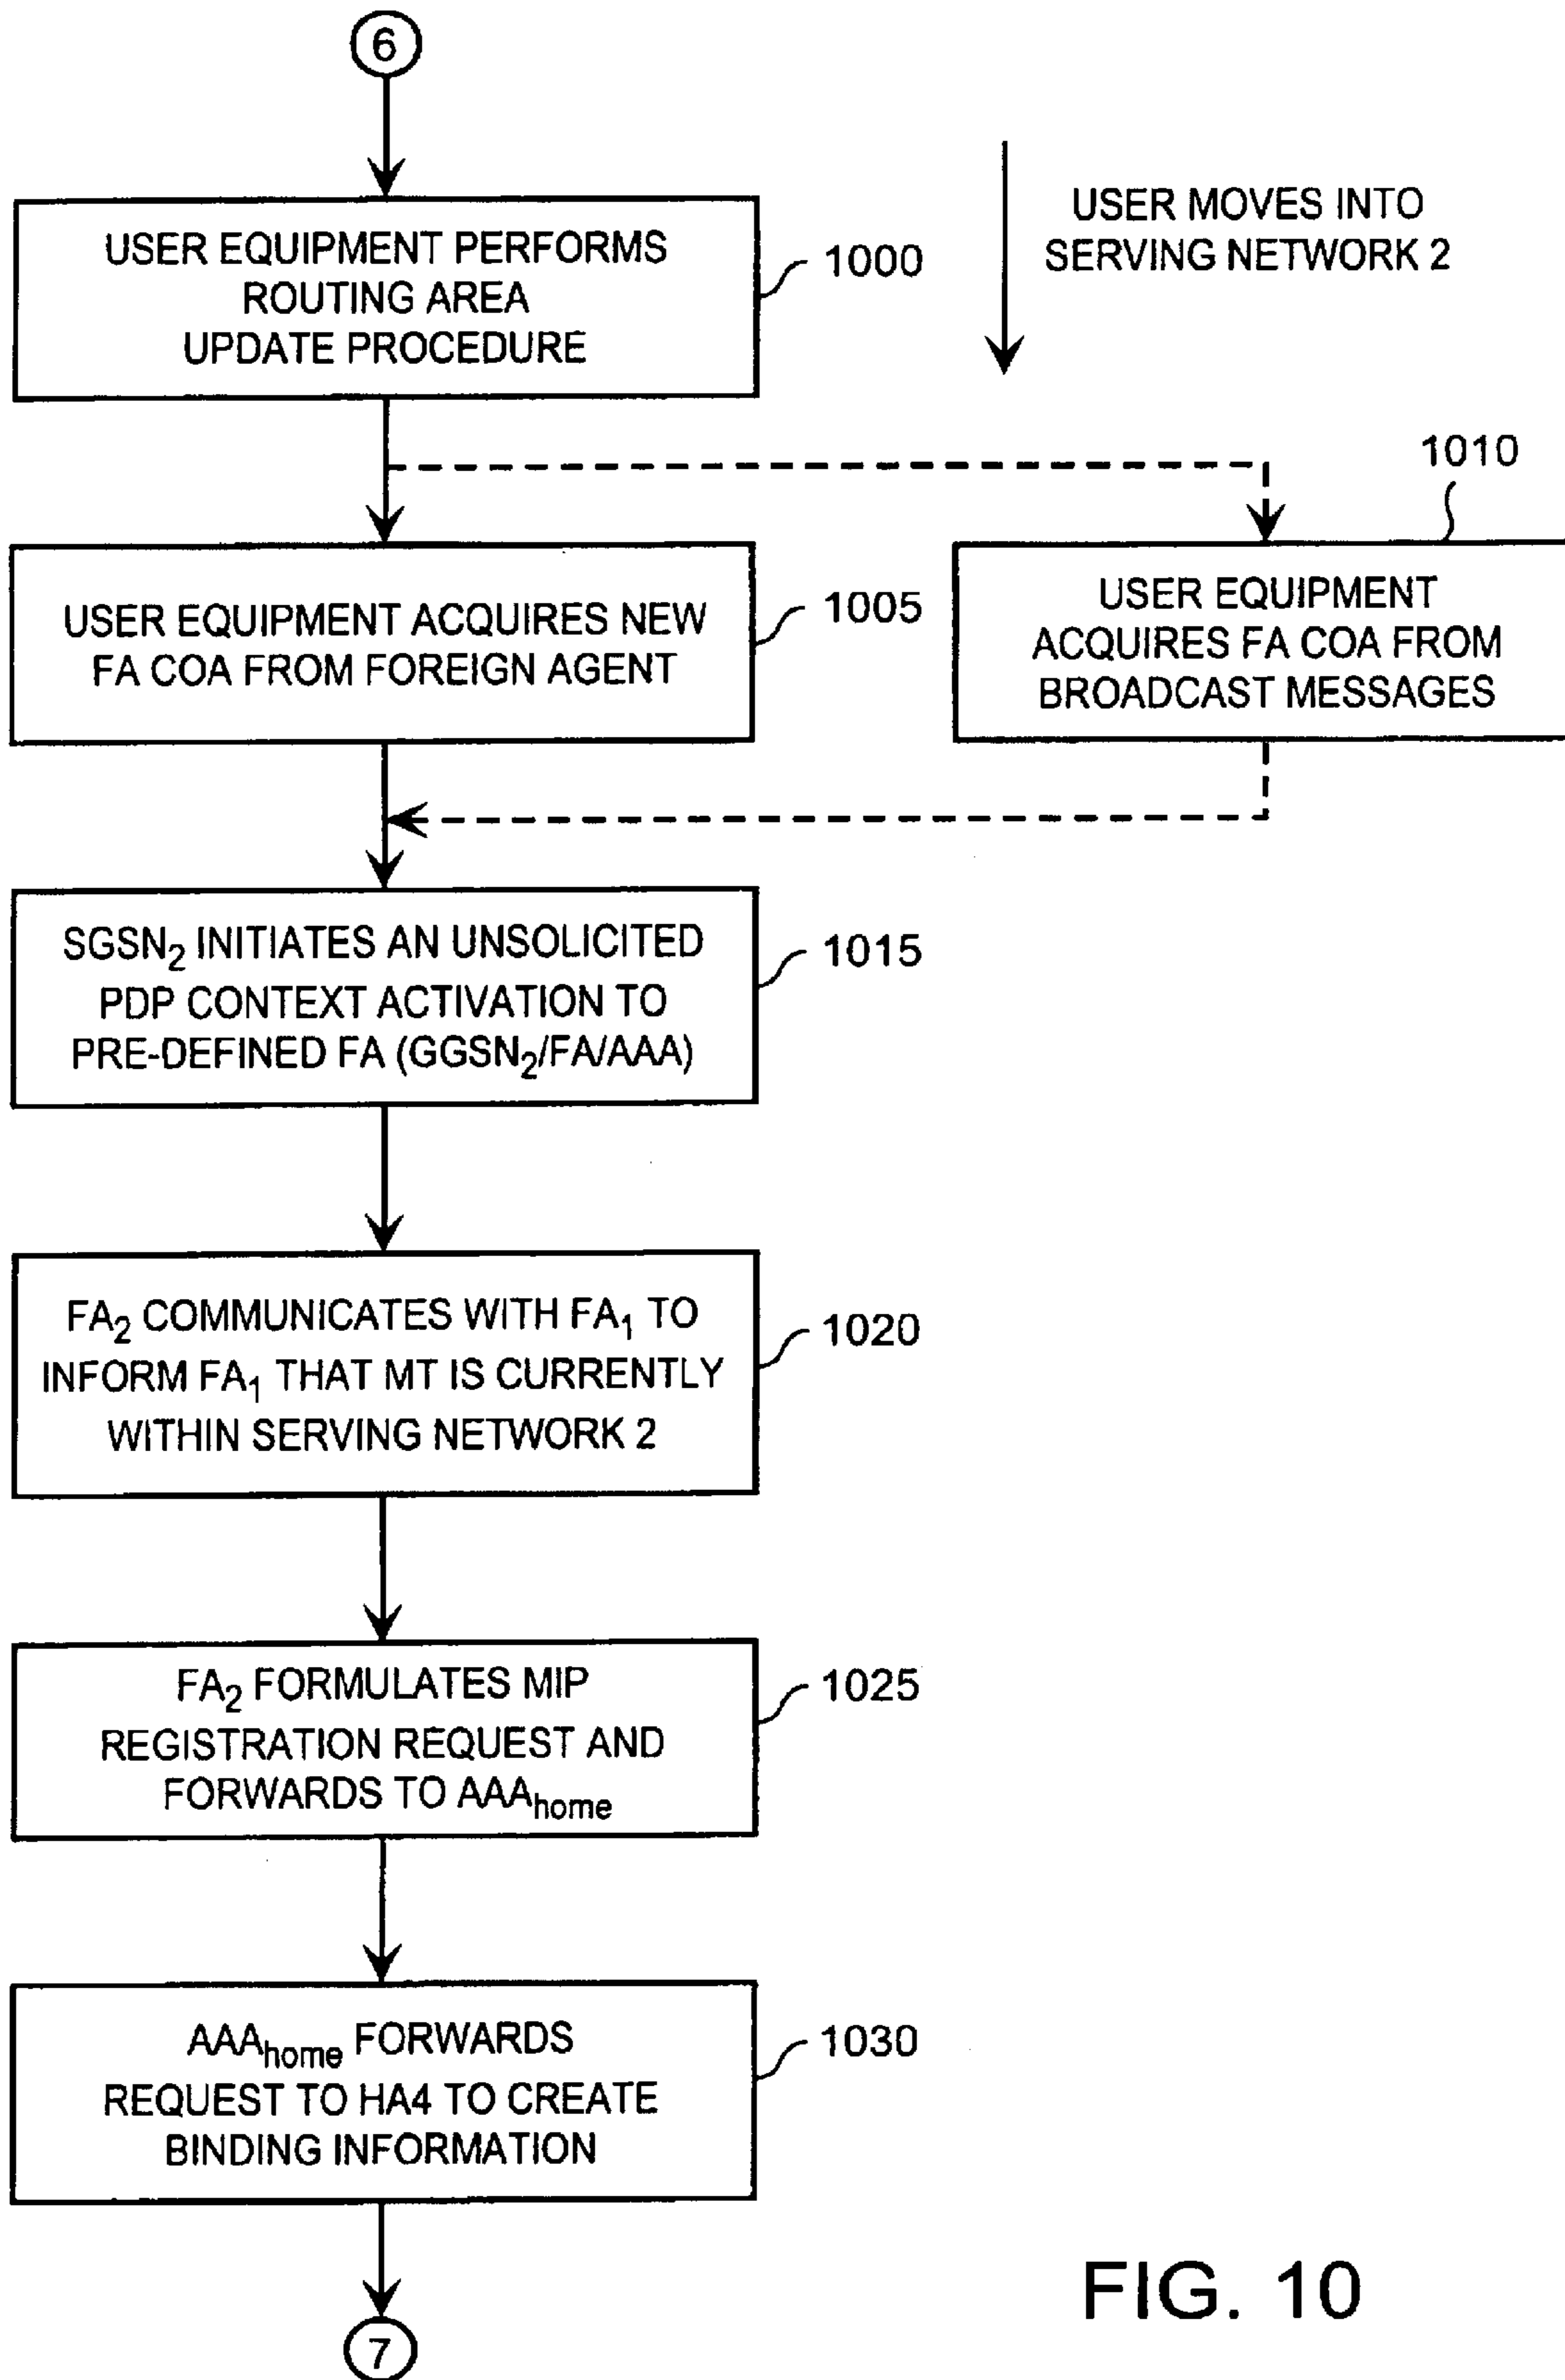 6
USER EQUIPMENT PERFORMS
ROUTING AREA
UPDATE PROCEDURE
1000
USER MOVES INTO
SERVING NETWORK 2
1010
USER EQUIPMENT ACQUIRES NEW
FA COA FROM FOREIGN AGENT
1005
USER EQUIPMENT
ACQUIRES FA COA FROM
BROADCAST MESSAGES
SGSN2 INITIATES AN UNSOLICITED
PDP CONTEXT ACTIVATION TO
PRE-DEFINED FA (GGSN2/FA/AAA)
1015
FA2 COMMUNICATES WITH FA1 TO
INFORM FA1 THAT MT IS CURRENTLY
WITHIN SERVING NETWORK 2
1020
FA2 FORMULATES MIP
REGISTRATION REQUEST AND
FORWARDS TO AAAhome
1025
AAAhome FORWARDS
REQUEST TO HA4 TO CREATE
BINDING INFORMATION
1030
7
FIG. 10